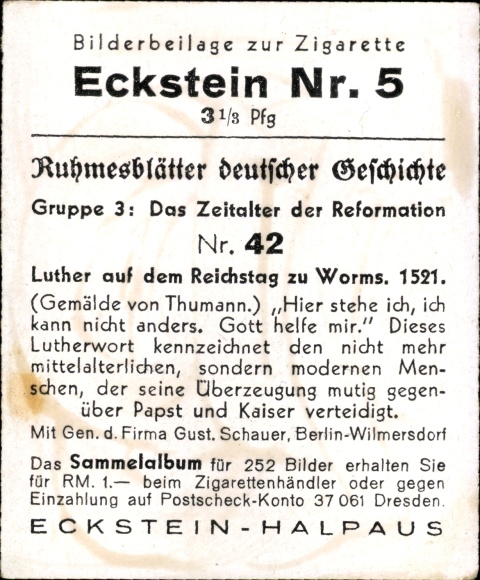 Bilderbeilage zur Zigarette
Eckstein Nr. 5
3 1/3 Pfg
Ruhmesblätter deutscher Geschichte
Gruppe 3: Das Zeitalter der Reformation
Nr. 42
Luther auf dem Reichstag zu Worms. 1521.
(Gemälde von Thumann.) „Hier stehe ich, ich
kann nicht anders. Gott helfe mir.“ Dieses
Lutherwort kennzeichnet den nicht mehr
mittelalterlichen, sondern modernen Men-
schen, der seine Überzeugung mutig gegen-
über Papst und Kaiser verteidigt.
Mit Gen. d. Firma Gust. Schauer, Berlin-Wilmersdorf
Das Sammelalbum für 252 Bilder erhalten Sie
für RM. 1.— beim Zigarettenhändler oder gegen
Einzahlung auf Postscheck-Konto 37 061 Dresden.
ECKSTEIN-HALPAUS